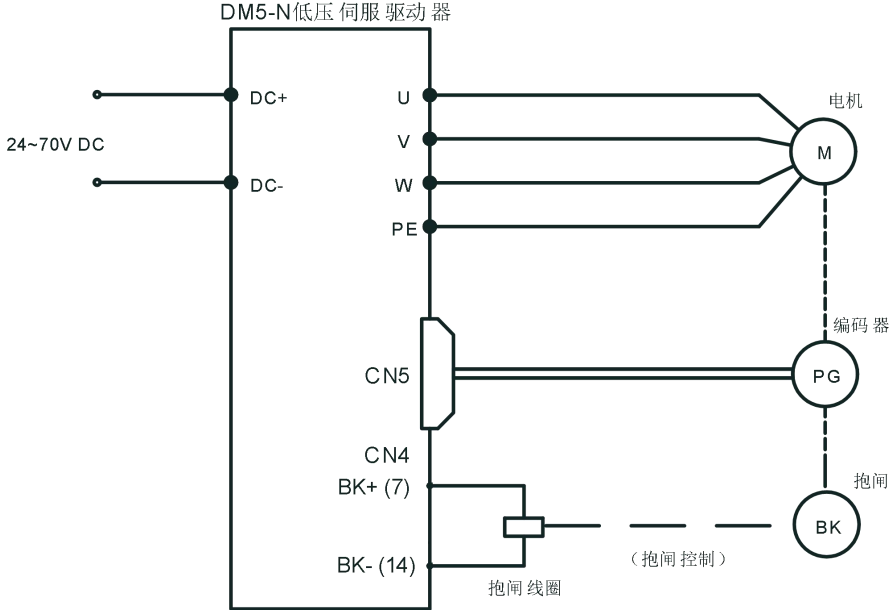 DM5-N低压伺服驱动器
DC+
U
电机
24~70V DC
V
M
DC-
W
PE
编码器
CN5
PG
CN4
BK+ (7)
抱闸
BK
BK- (14)
（抱闸控制）
抱闸线圈